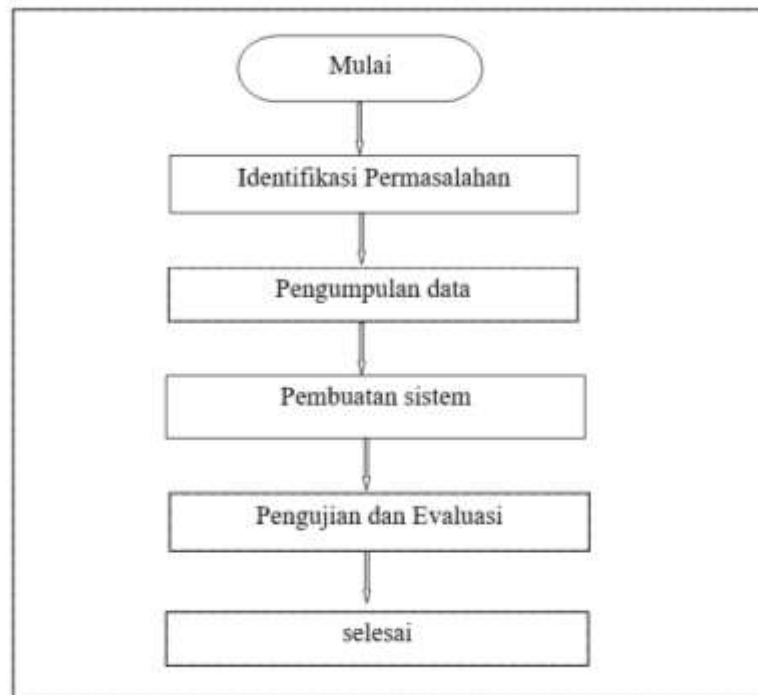 Mulai
Identifikasi Permasalahan
Pengumpulan data
Pembuatan sistem
Pengujian dan Evaluasi
selesai